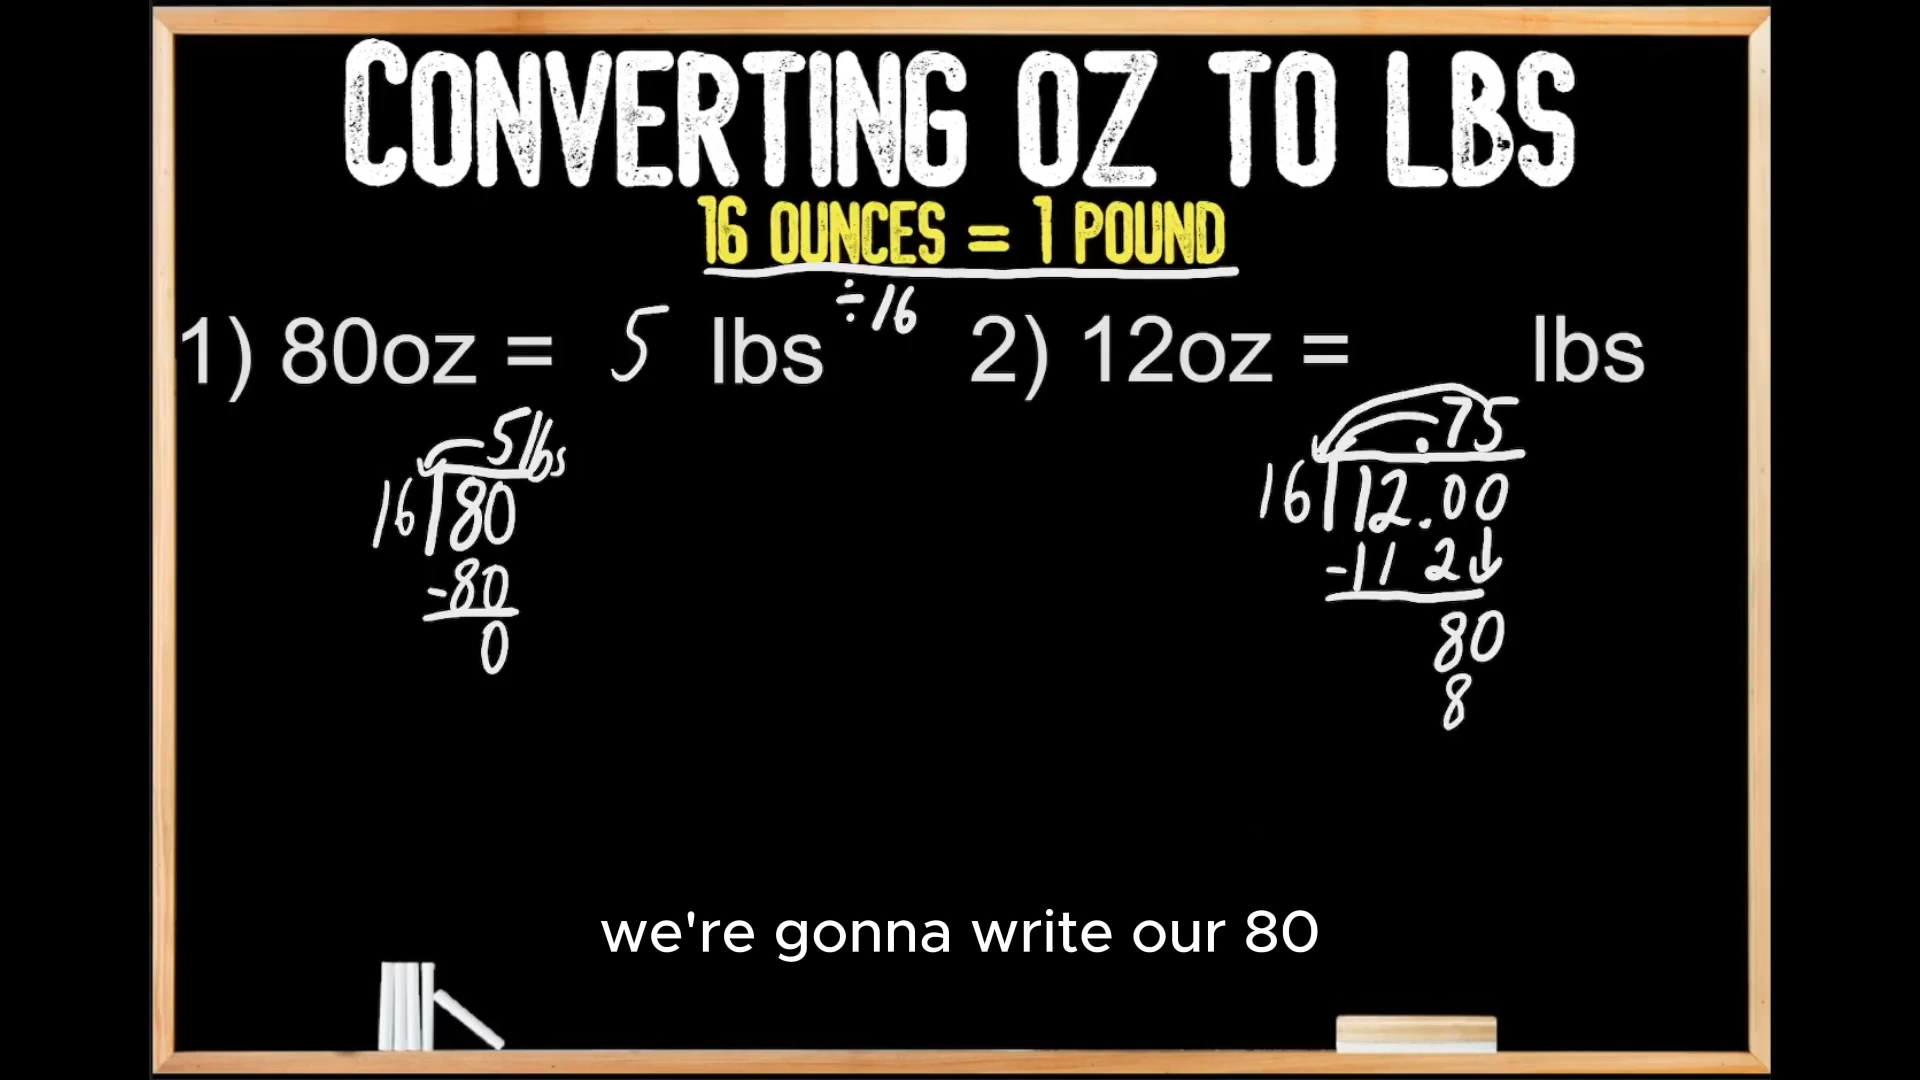 CONVERTING OZ TO LBS
16 OUNCES = 1 POUND
÷16
1) 80oz = 5 lbs
5lbs
16 80
-80
0
2) 12oz = lbs
.75
16 12.00
-11 2
80
8
we're gonna write our 80